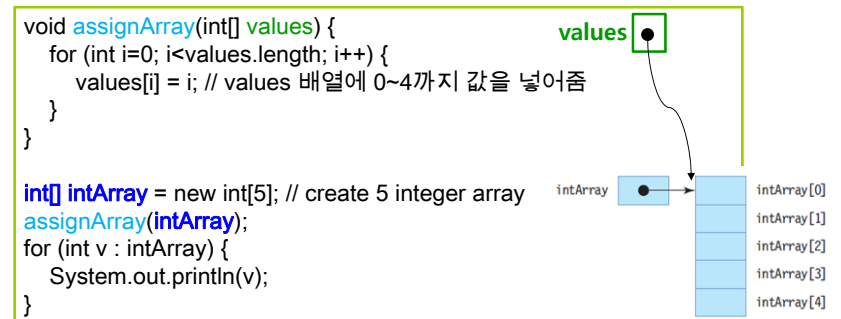 void assignArray(int[] values) {
for (int i=0; i<values.length; i++) {
values[i] = i; // values 배열에 0~4까지 값을 넣어줌
}
}
int[] intArray = new int[5]; // create 5 integer array
assignArray(intArray);
for (int v : intArray) {
System.out.println(v);
}
values
intArray
intArray[0]
intArray[1]
intArray[2]
intArray[3]
intArray[4]